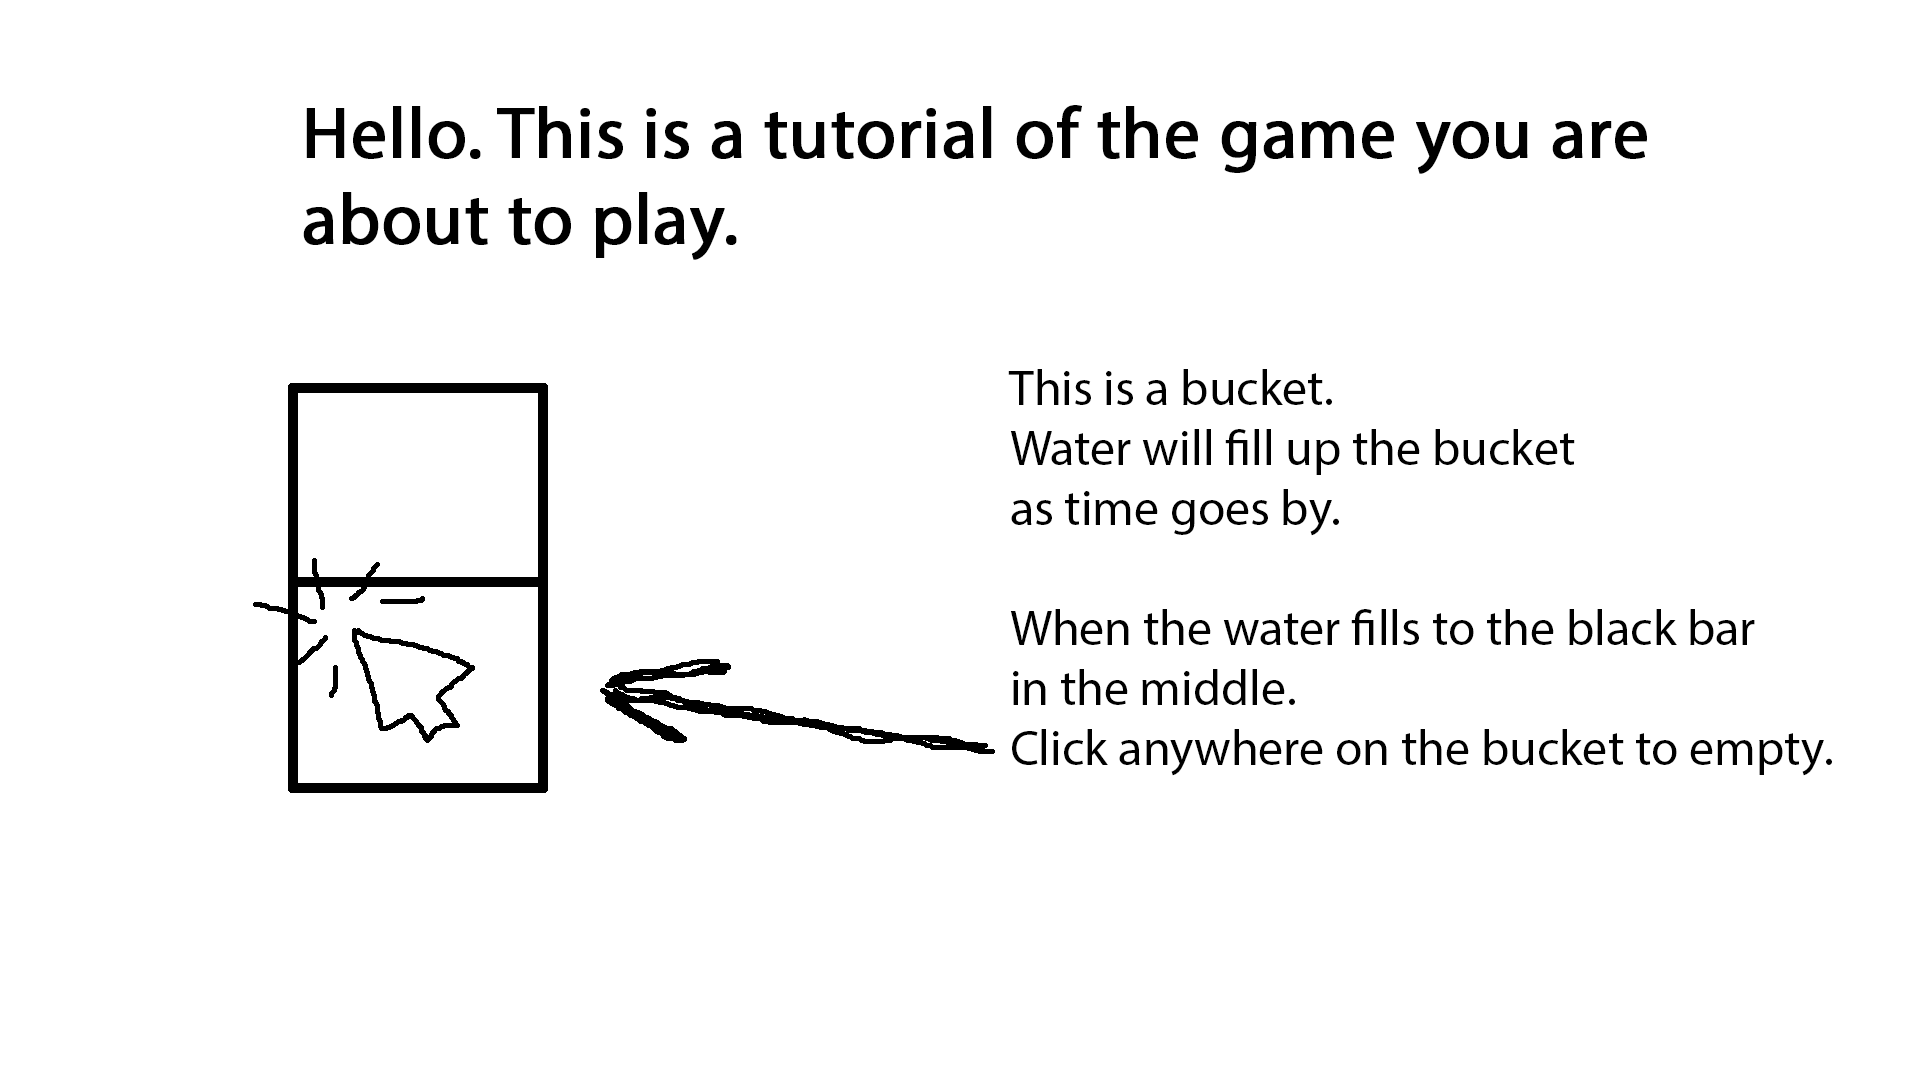 Hello. This is a tutorial of the game you are
about to play.
This is a bucket.
Water will fill up the bucket
as time goes by.
When the water fills to the black bar
in the middle.
Click anywhere on the bucket to empty.